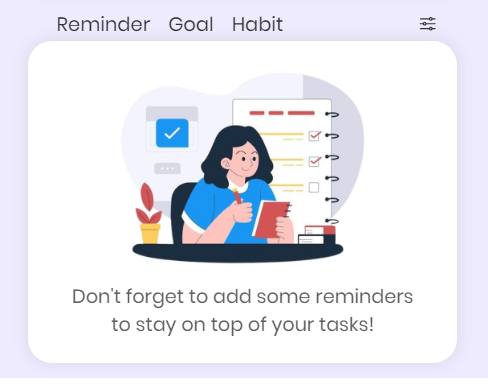 Reminder Goal Habit
Don't forget to add some reminders
to stay on top of your tasks!